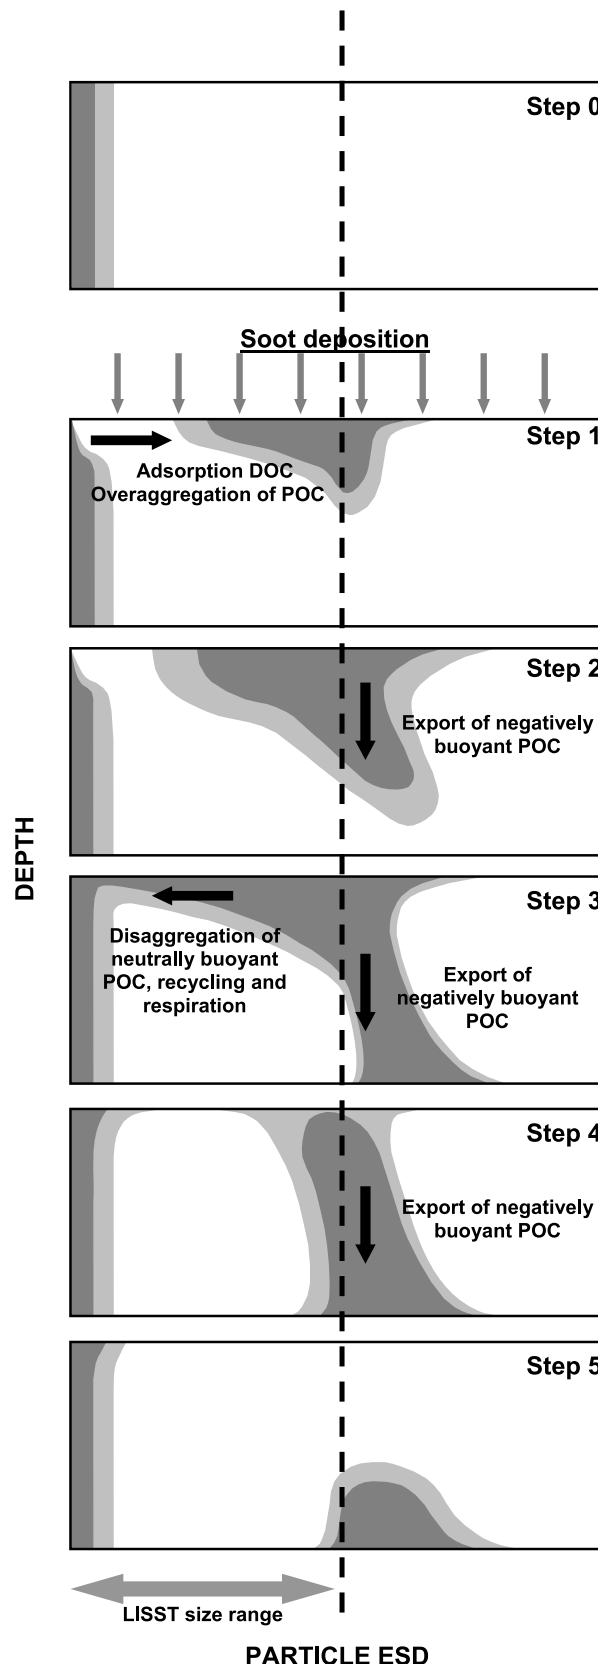 Step 0
Soot deposition
Step 1
Adsorption DOC
Overaggregation of POC
Step 2
Export of negatively
buoyant POC
DEPTH
Step 3
Disaggregation of
neutrally buoyant
POC, recycling and
respiration
Export of
negatively buoyant
POC
Step 4
Export of negatively
buoyant POC
Step 5
LISST size range
PARTICLE ESD